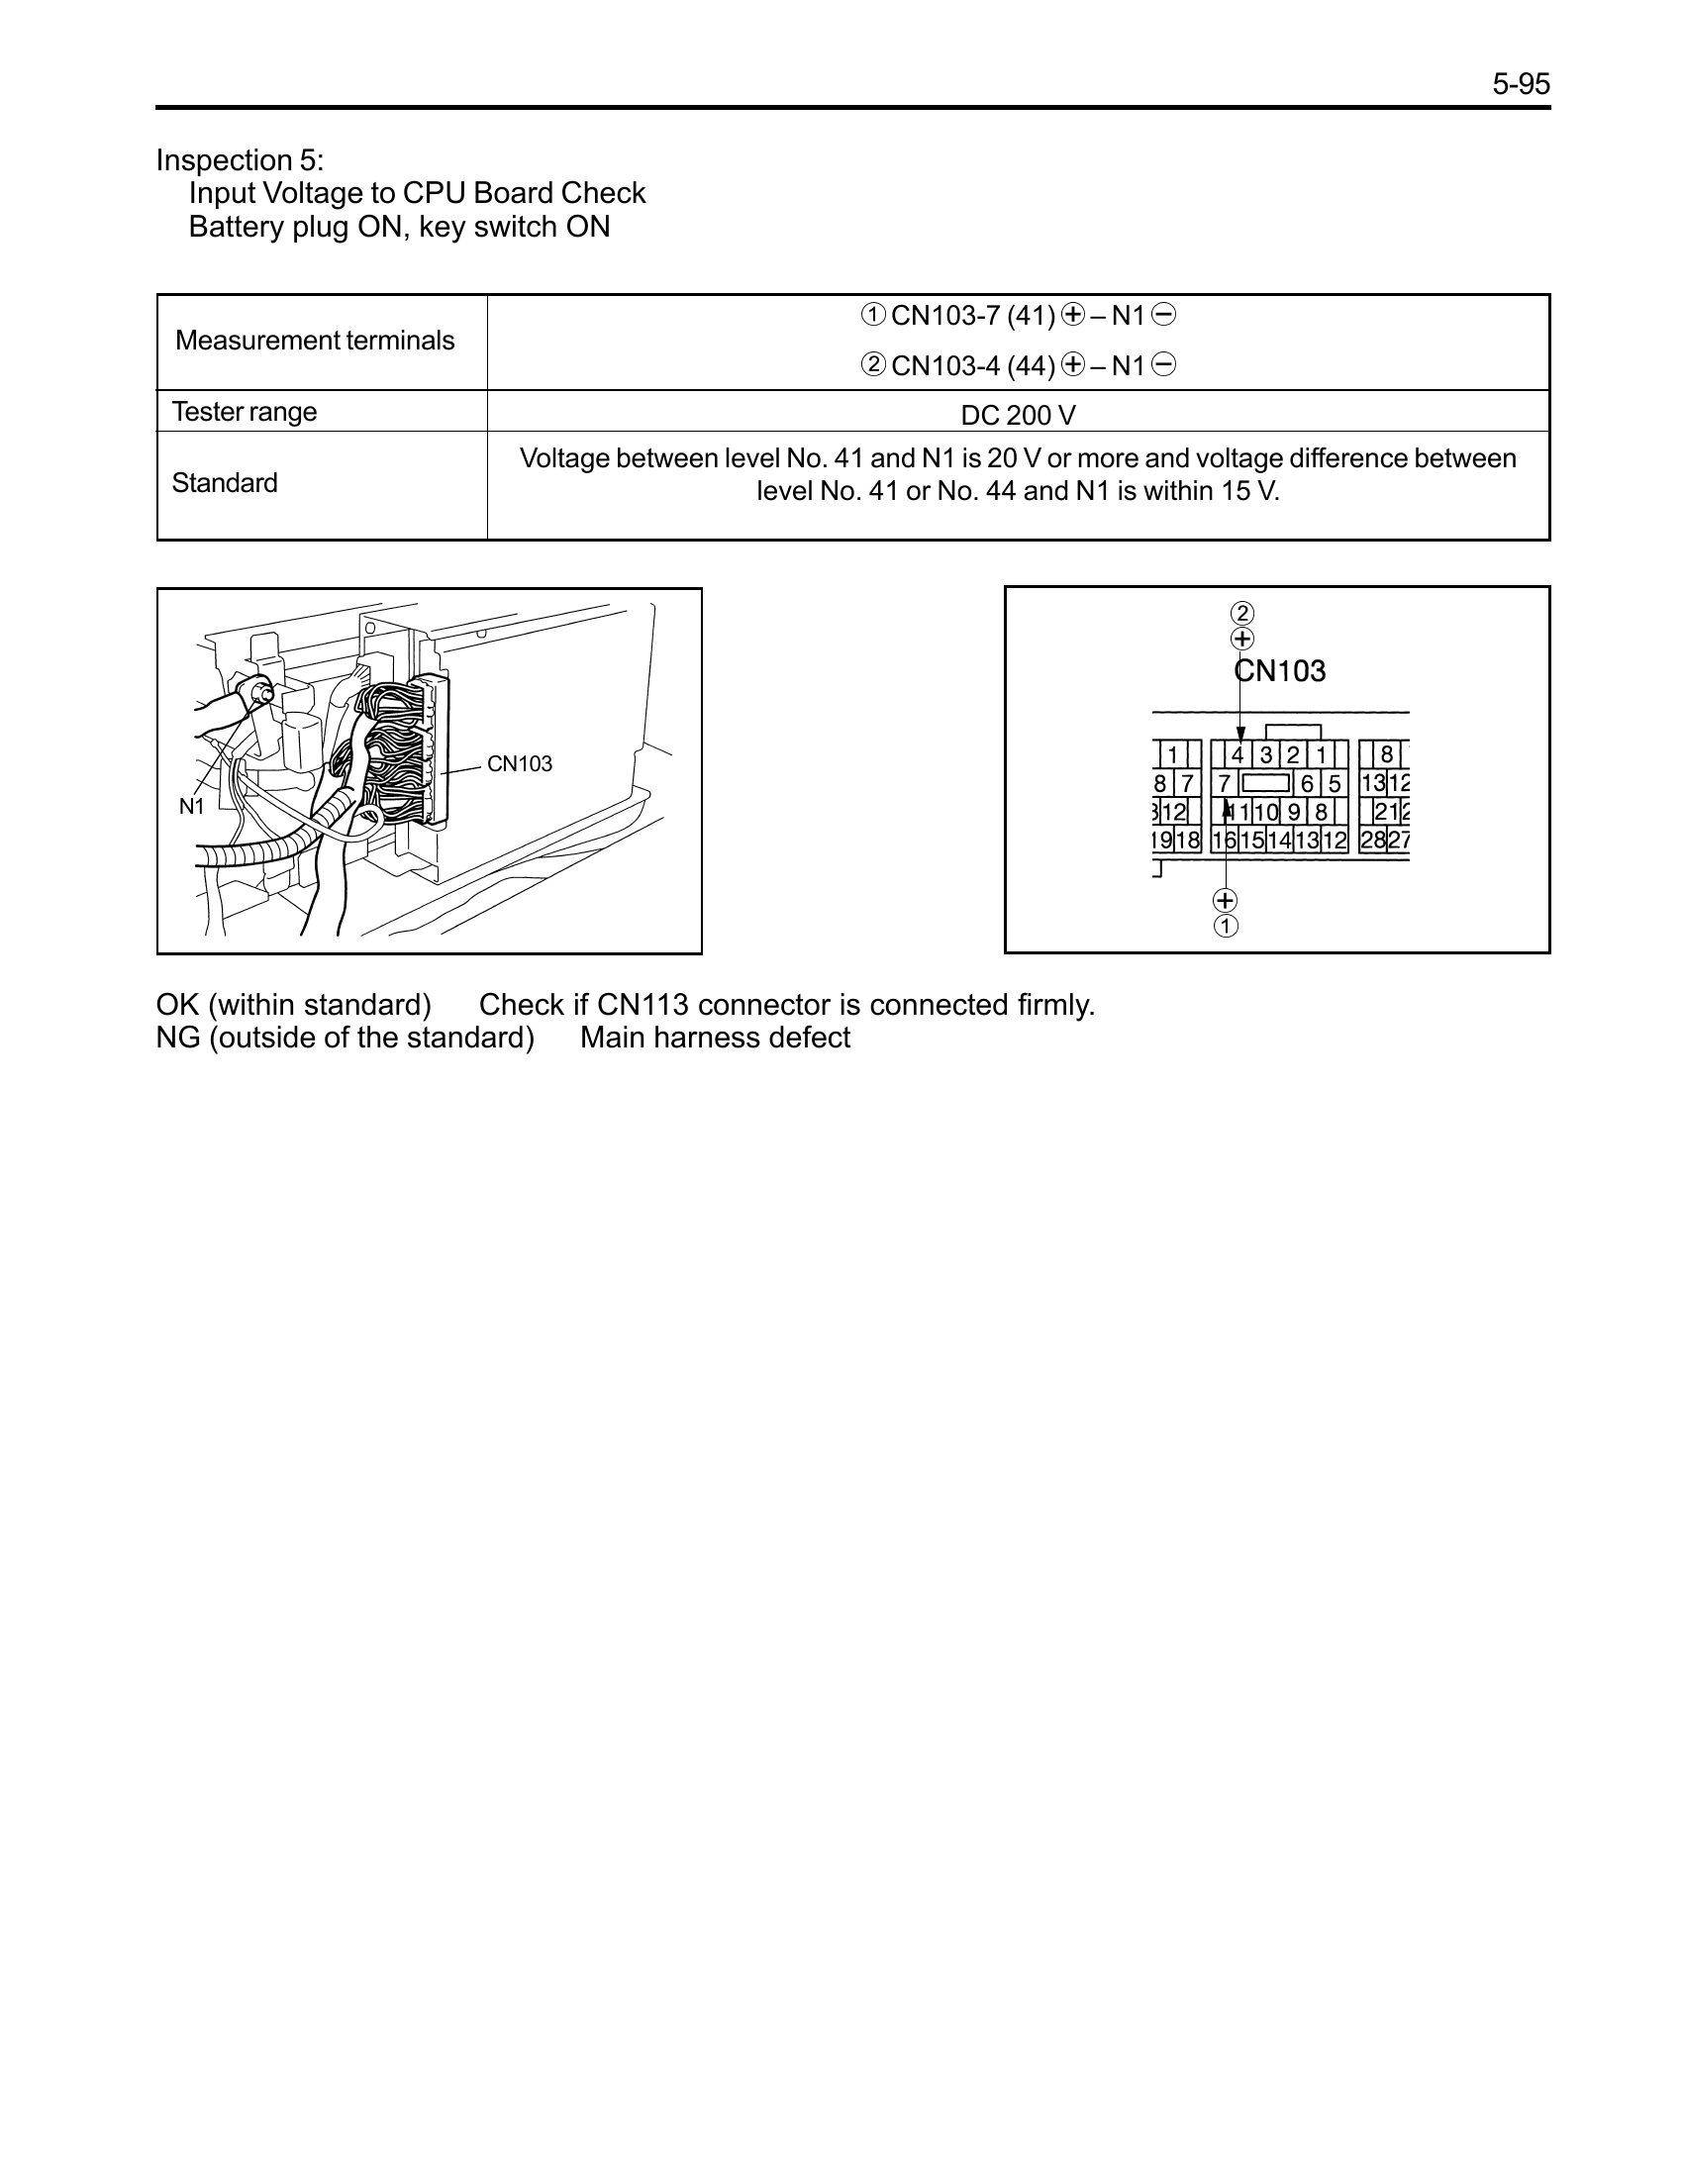 5-95
Inspection 5:
Input Voltage to CPU Board Check
Battery plug ON, key switch ON
Measurement terminals
① CN103-7 (41) ⊕ – N1 ⊖
② CN103-4 (44) ⊕ – N1 ⊖
Tester range
DC 200 V
Standard
Voltage between level No. 41 and N1 is 20 V or more and voltage difference between
level No. 41 or No. 44 and N1 is within 15 V.
N1
CN103
②
⊕
CN103
1 4 3 2 1 8
8 7 7 6 5 13 12
12 11 10 9 8 21
19 18 16 15 14 13 12 28 27
⊕
①
OK (within standard) Check if CN113 connector is connected firmly.
NG (outside of the standard) Main harness defect